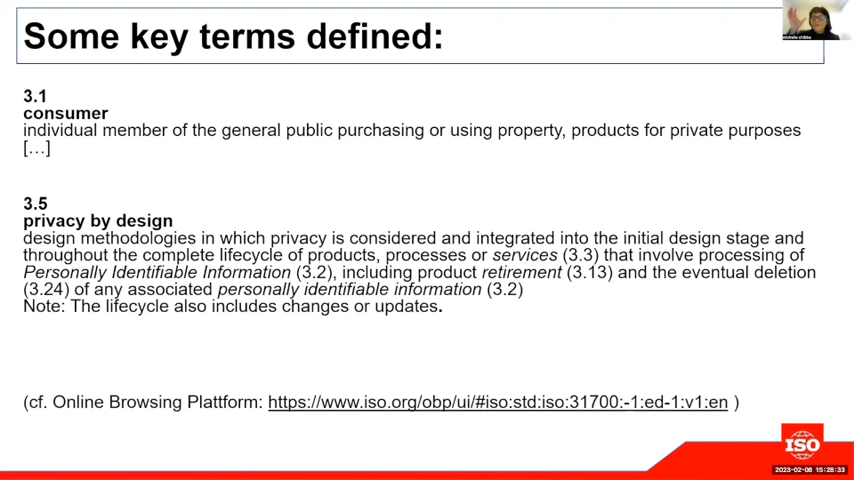 Some key terms defined:
michelle chibba
3.1
consumer
individual member of the general public purchasing or using property, products for private purposes
[…]
3.5
privacy by design
design methodologies in which privacy is considered and integrated into the initial design stage and
throughout the complete lifecycle of products, processes or services (3.3) that involve processing of
Personally Identifiable Information (3.2), including product retirement (3.13) and the eventual deletion
(3.24) of any associated personally identifiable information (3.2)
Note: The lifecycle also includes changes or updates.
(cf. Online Browsing Plattform: https://www.iso.org/obp/ui/#iso:std:iso:31700:-1:ed-1:v1:en )
ISO
2023-02-08 15:28:33